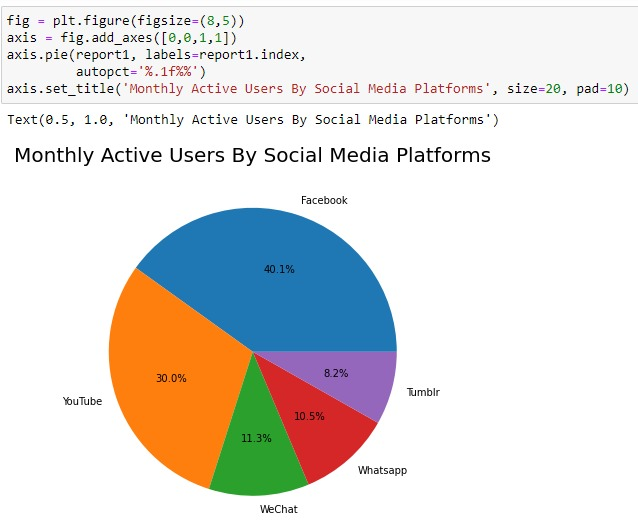 fig = plt.figure(figsize=(8,5))
axis = fig.add_axes([0,0,1,1])
axis.pie(report1, labels=report1.index,
         autopct='%.1f%%')
axis.set_title('Monthly Active Users By Social Media Platforms', size=20, pad=10)
Text(0.5, 1.0, 'Monthly Active Users By Social Media Platforms')
Monthly Active Users By Social Media Platforms
Facebook
40.1%
8.2%
30.0%
Tumblr
YouTube
10.5%
11.3%
Whatsapp
WeChat